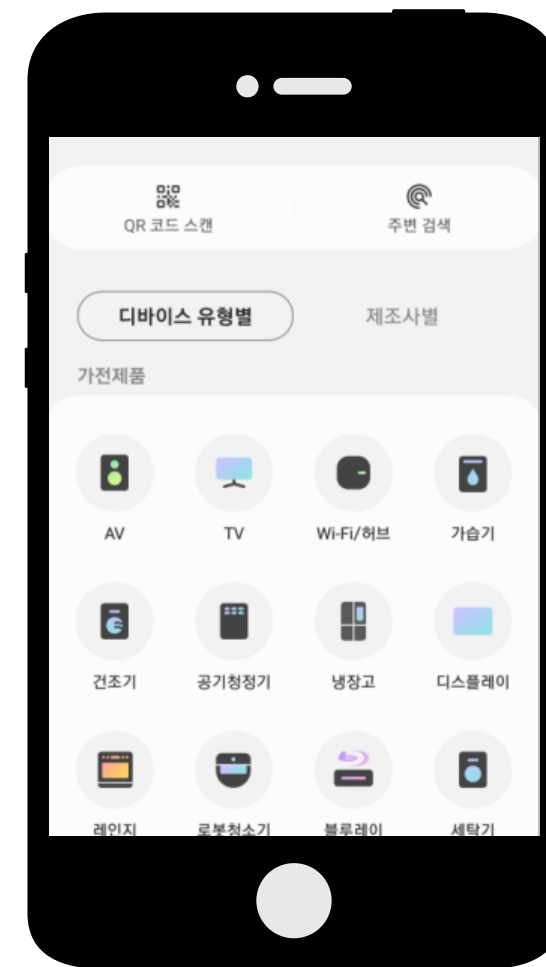 QR 코드 스캔 주변 검색
디바이스 유형별 제조사별
가전제품
AV TV Wi-Fi/허브 가습기
건조기 공기청정기 냉장고 디스플레이
레인지 로봇청소기 블루레이 세탁기